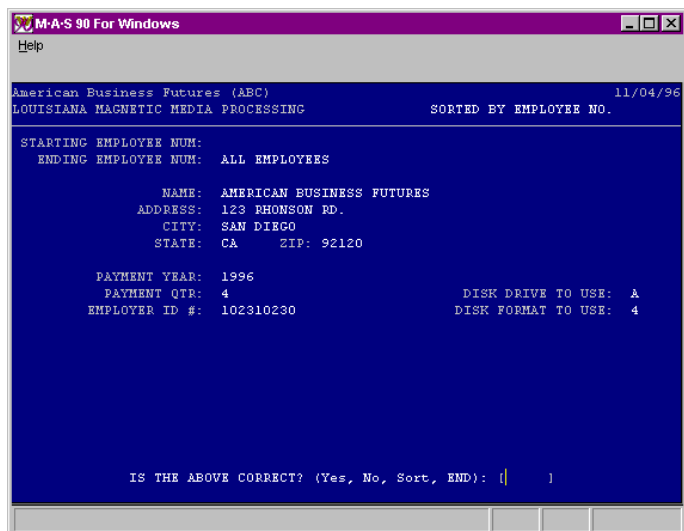 M·A·S 90 For Windows
Help
American Business Futures (ABC) 11/04/96
LOUISIANA MAGNETIC MEDIA PROCESSING SORTED BY EMPLOYEE NO.
STARTING EMPLOYEE NUM:
ENDING EMPLOYEE NUM: ALL EMPLOYEES
NAME: AMERICAN BUSINESS FUTURES
ADDRESS: 123 RHONSON RD.
CITY: SAN DIEGO
STATE: CA ZIP: 92120
PAYMENT YEAR: 1996
PAYMENT QTR: 4 DISK DRIVE TO USE: A
EMPLOYER ID #: 102310230 DISK FORMAT TO USE: 4
IS THE ABOVE CORRECT? (Yes, No, Sort, END): [ ]